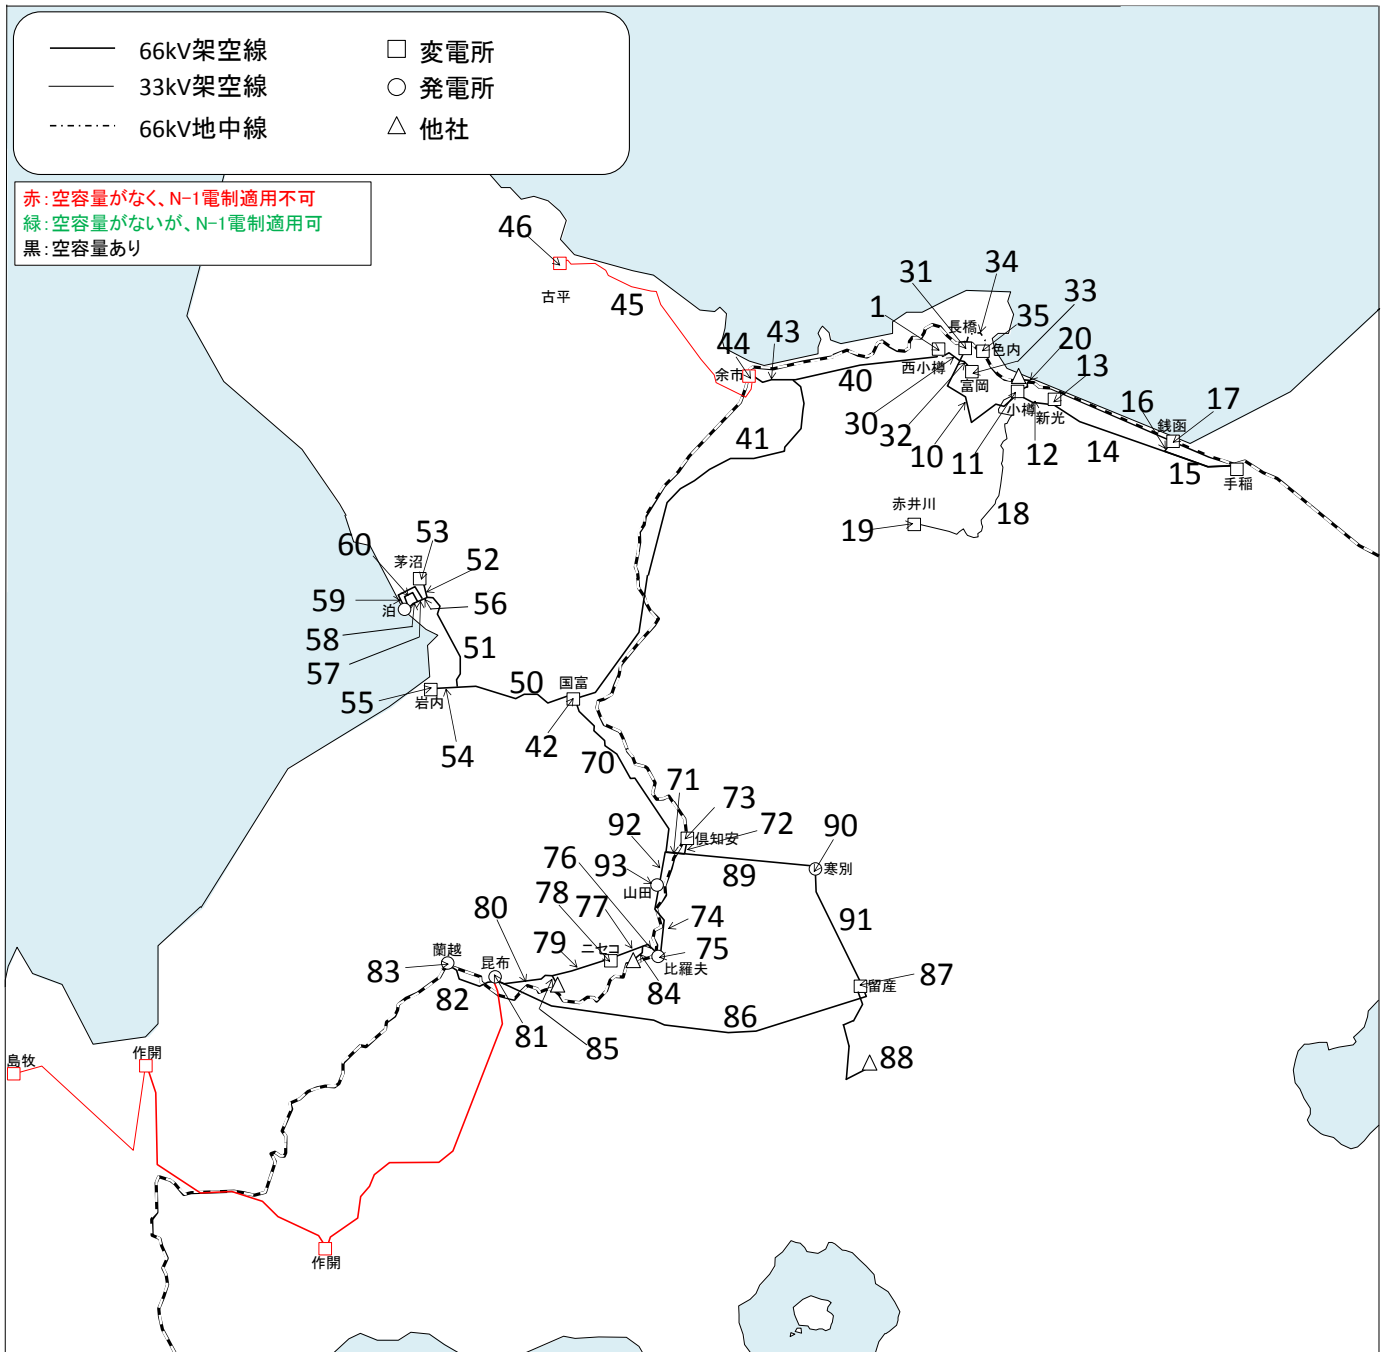 66kV架空線
変電所
33kV架空線
発電所
66kV地中線
他社
赤：空容量がなく、N-1電制適用不可
緑：空容量がないが、N-1電制適用可
黒：空容量あり
46
古平
45
44
余市
43
40
41
1
31
長橋
34
33
35
色内
20
13
西小樽
富岡
小樽
新光
30
32
10
11
12
14
16
銭函
17
15
手稲
赤井川
19
18
53
茅沼
52
60
59
泊
56
58
57
51
50
国富
55
岩内
54
42
70
71
73
72
倶知安
90
92
76
93
山田
89
寒別
78
77
74
91
80
79
ニセコ
75
比羅夫
84
蘭越
83
昆布
82
81
85
86
87
留産
88
島牧
作開
作開